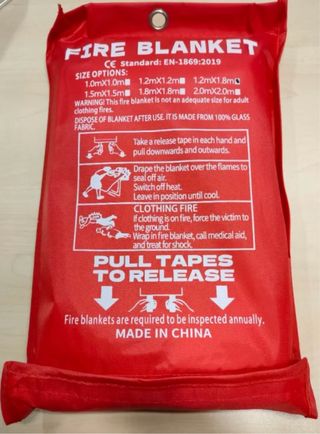 FIRE BLANKET
CE Standard: EN-1869:2019
SIZE OPTIONS:
1.0mX1.0m 1.2mX1.2m 1.2mX1.8m
1.5mX1.5m 1.8mX1.8m 2.0mX2.0m
WARNING! This fire blanket is not an adequate size for adult
clothing fires.
DISPOSE OF BLANKET AFTER USE. IT IS MADE FROM 100% GLASS
FABRIC.
Take a release tape in each hand and
pull downwards and outwards.
Drape the blanket over the flames to
seal off air.
Switch off heat.
Leave in position until cool.
CLOTHING FIRE
If clothing is on fire, force the victim to
the ground.
Wrap in fire blanket, call medical aid,
and treat for shock.
PULL TAPES
TO RELEASE
Fire blankets are required to be inspected annually.
MADE IN CHINA